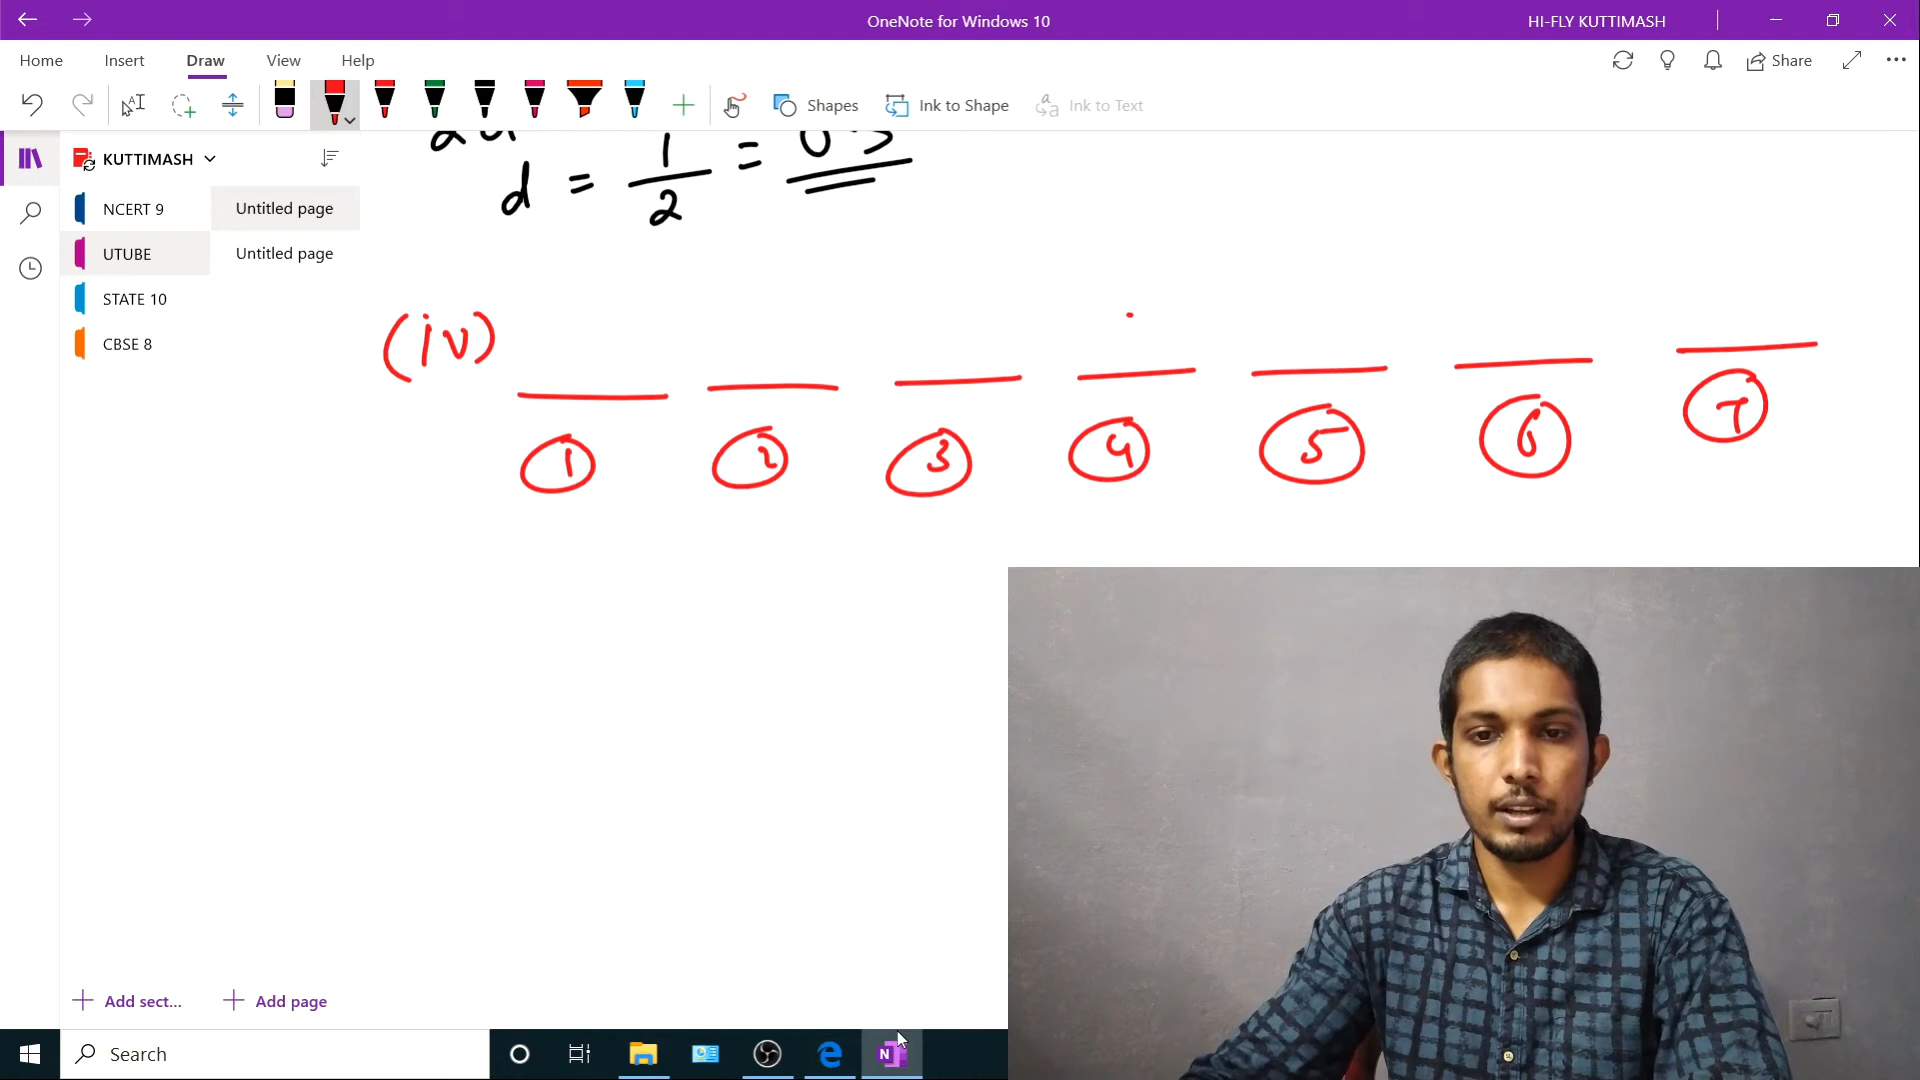 OneNote for Windows 10
HI-FLY KUTTIMASH
Home Insert Draw View Help
Share
Shapes Ink to Shape Ink to Text
KUTTIMASH
NCERT 9 Untitled page
UTUBE Untitled page
STATE 10
CBSE 8
d = 1/2 =
(iv)
1 2 3 4 5 6 7
Add sect... Add page
Search